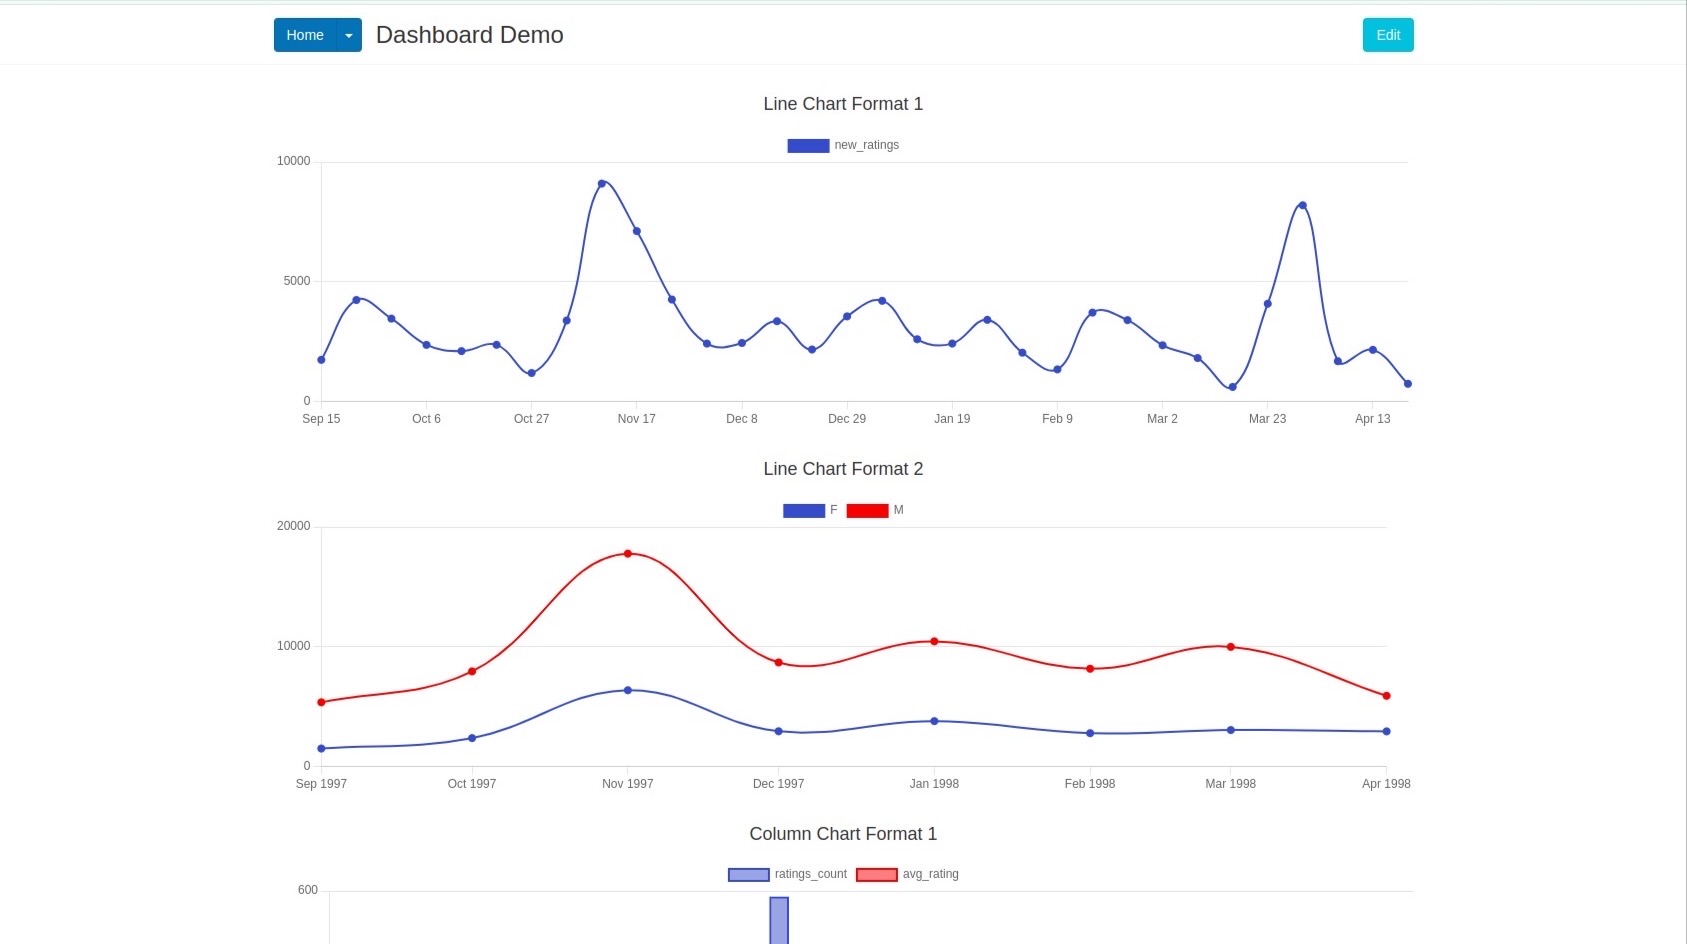 Home Dashboard Demo Edit
Line Chart Format 1
new_ratings
10000
5000
0
Sep 15 Oct 6 Oct 27 Nov 17 Dec 8 Dec 29 Jan 19 Feb 9 Mar 2 Mar 23 Apr 13
Line Chart Format 2
F M
20000
10000
0
Sep 1997 Oct 1997 Nov 1997 Dec 1997 Jan 1998 Feb 1998 Mar 1998 Apr 1998
Column Chart Format 1
ratings_count avg_rating
600